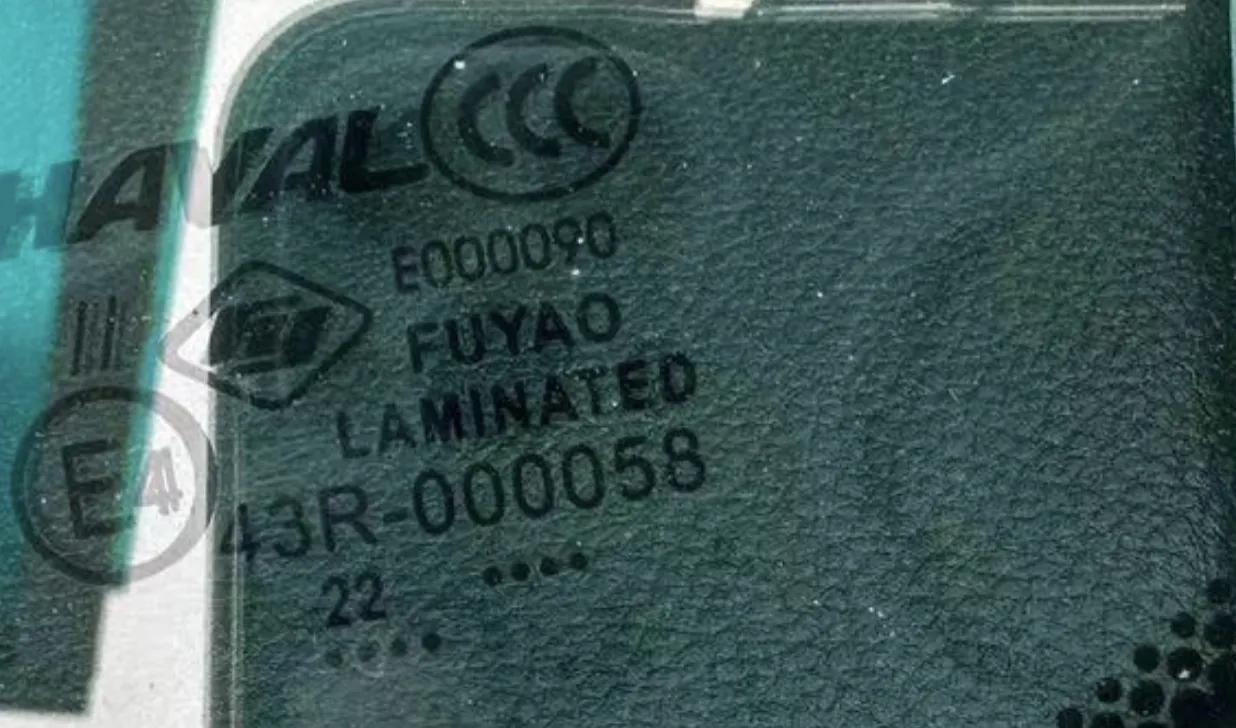 HAVAL CCC
E000090
FUYAO
LAMINATED
E4 43R-000058
22